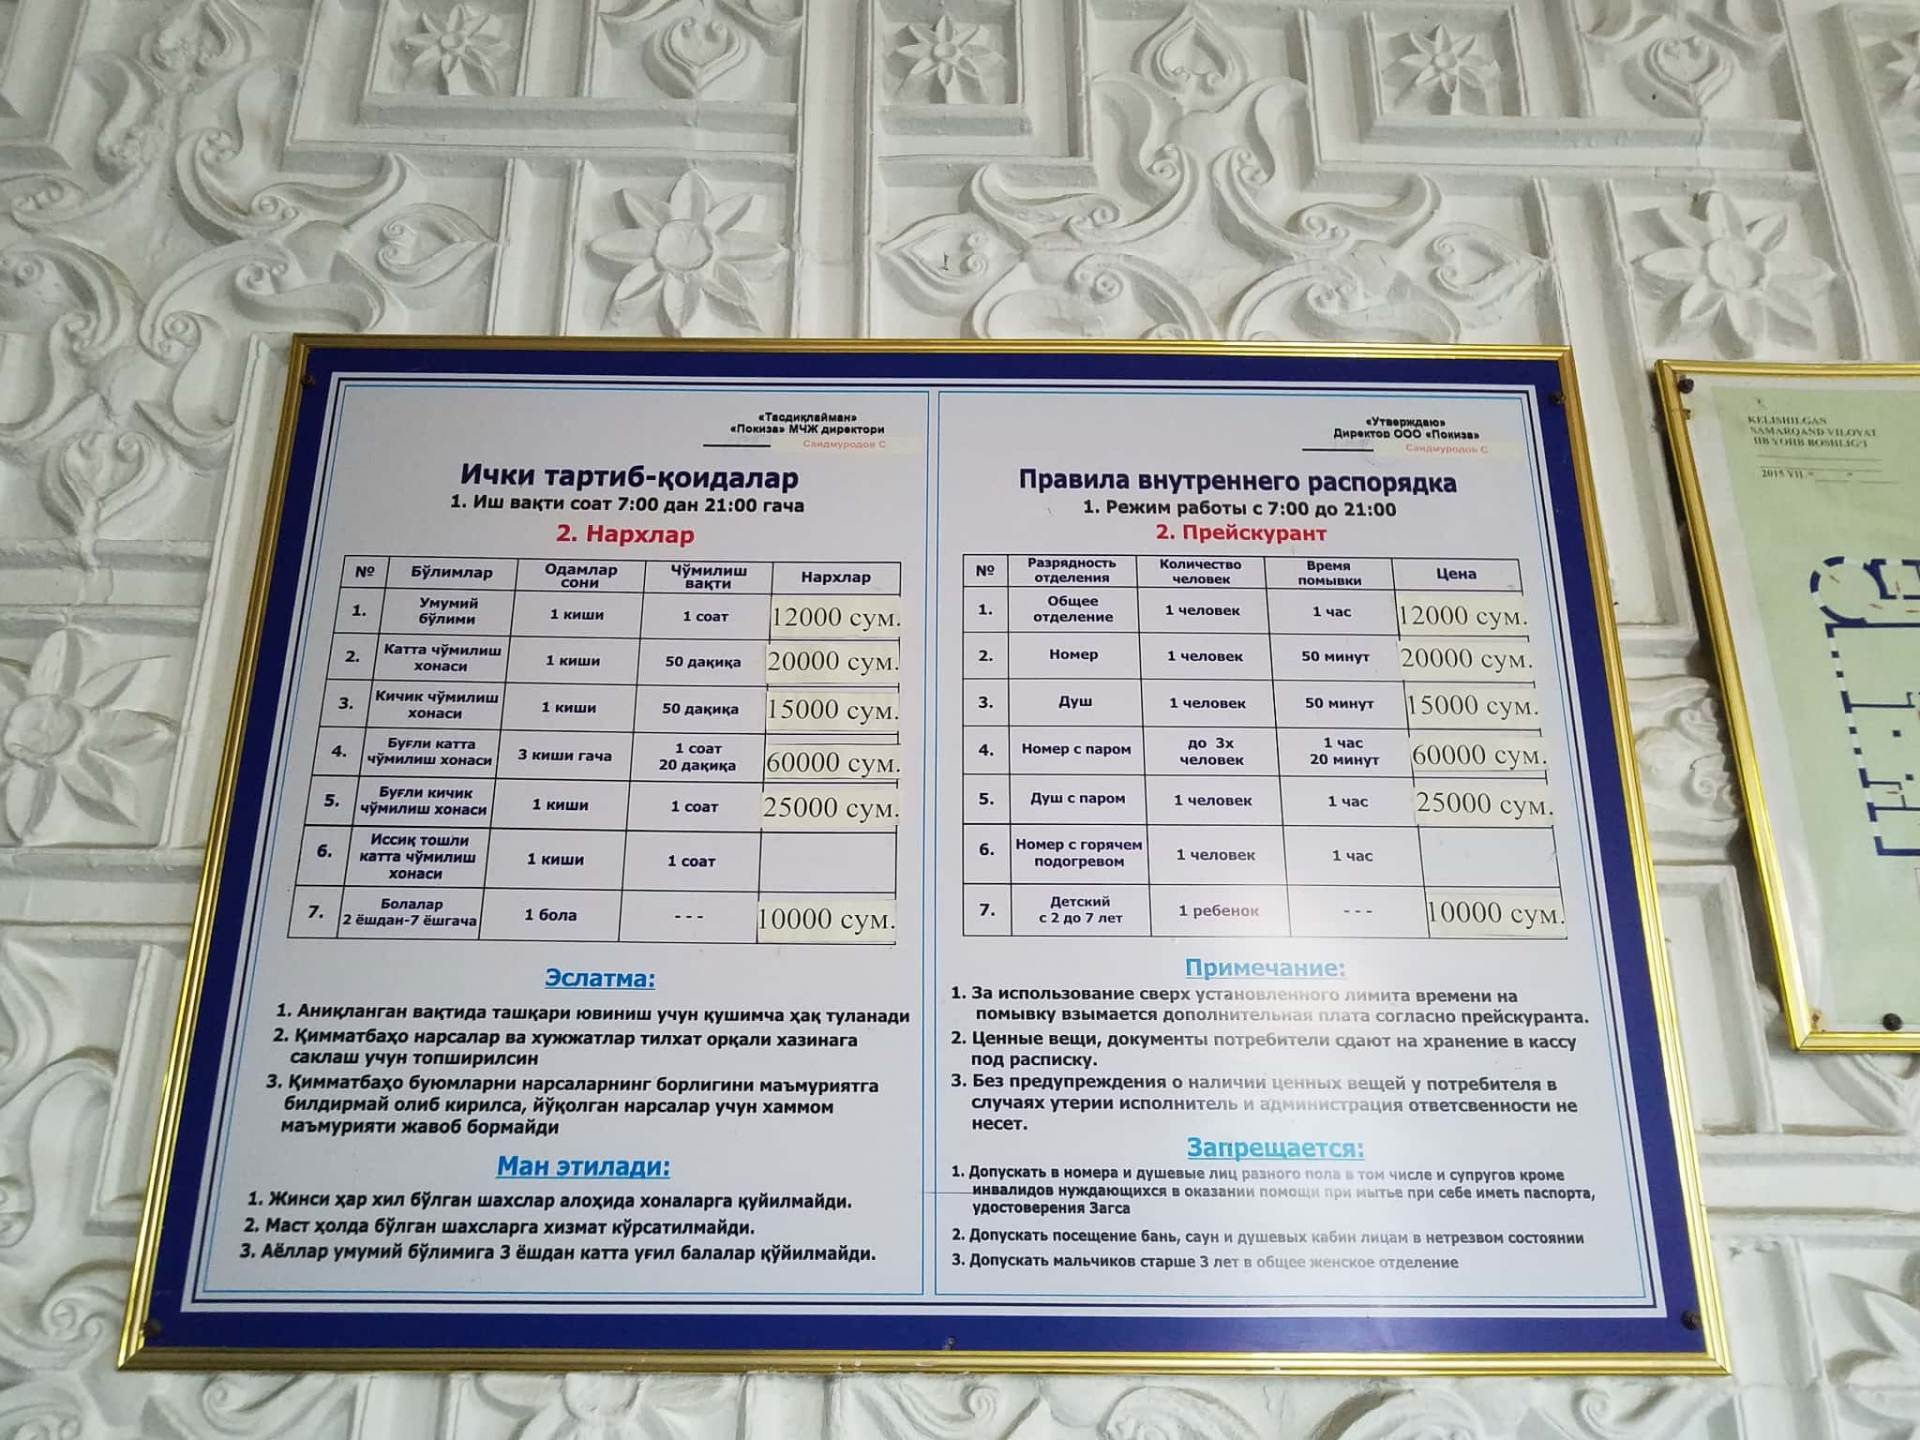 «Тасдиқлайман»
«Покиза» МЧЖ директори
Саидмуродов С
Ички тартиб-қоидалар
1. Иш вақти соат 7:00 дан 21:00 гача
2. Нархлар
№ Бўлимлар Одамлар сони Чўмилиш вақти Нархлар
1. Умумий бўлими 1 киши 1 соат 12000 сум.
2. Катта чўмилиш хонаси 1 киши 50 дақиқа 20000 сум.
3. Кичик чўмилиш хонаси 1 киши 50 дақиқа 15000 сум.
4. Буғли катта чўмилиш хонаси 3 киши гача 1 соат 20 дақиқа 60000 сум.
5. Буғли кичик чўмилиш хонаси 1 киши 1 соат 25000 сум.
6. Иссиқ тошли катта чўмилиш хонаси 1 киши 1 соат
7. Болалар 2 ёшдан-7 ёшгача 1 бола - - - 10000 сум.
Эслатма:
1. Аниқланган вақтида ташқари ювиниш учун қушимча ҳақ туланади
2. Қимматбаҳо нарсалар ва хужжатлар тилхат орқали хазинага
саклаш учун топширилсин
3. Қимматбаҳо буюмларни нарсаларнинг борлигини маъмуриятга
билдирмай олиб кирилса, йўқолган нарсалар учун хаммом
маъмурияти жавоб бормайди
Ман этилади:
1. Жинси ҳар хил бўлган шахслар алоҳида хоналарга қуйилмайди.
2. Маст ҳолда бўлган шахсларга хизмат кўрсатилмайди.
3. Аёллар умумий бўлимига 3 ёшдан катта уғил балалар қўйилмайди.
«Утверждаю»
Директор ООО «Покиза»
Саидмуродов С
Правила внутреннего распорядка
1. Режим работы с 7:00 до 21:00
2. Прейскурант
№ Разрядность отделения Количество человек Время помывки Цена
1. Общее отделение 1 человек 1 час 12000 сум.
2. Номер 1 человек 50 минут 20000 сум.
3. Душ 1 человек 50 минут 15000 сум.
4. Номер с паром до 3х человек 1 час 20 минут 60000 сум.
5. Душ с паром 1 человек 1 час 25000 сум.
6. Номер с горячем подогревом 1 человек 1 час
7. Детский с 2 до 7 лет 1 ребенок - - - 10000 сум.
Примечание:
1. За использование сверх установленного лимита времени на
помывку взымается дополнительная плата согласно прейскуранта.
2. Ценные вещи, документы потребители сдают на хранение в кассу
под расписку.
3. Без предупреждения о наличии ценных вещей у потребителя в
случаях утерии исполнитель и администрация ответсвенности не
несет.
Запрещается:
1. Допускать в номера и душевые лиц разного пола в том числе и супругов кроме
инвалидов нуждающихся в оказании помощи при мытье при себе иметь паспорта,
удостоверения Загса
2. Допускать посещение бань, саун и душевых кабин лицам в нетрезвом состоянии
3. Допускать мальчиков старше 3 лет в общее женское отделение
KELISHILGAN
SAMARQAND VILOYAT
IIB YOHB BOSHLIG'I
2015 YIL